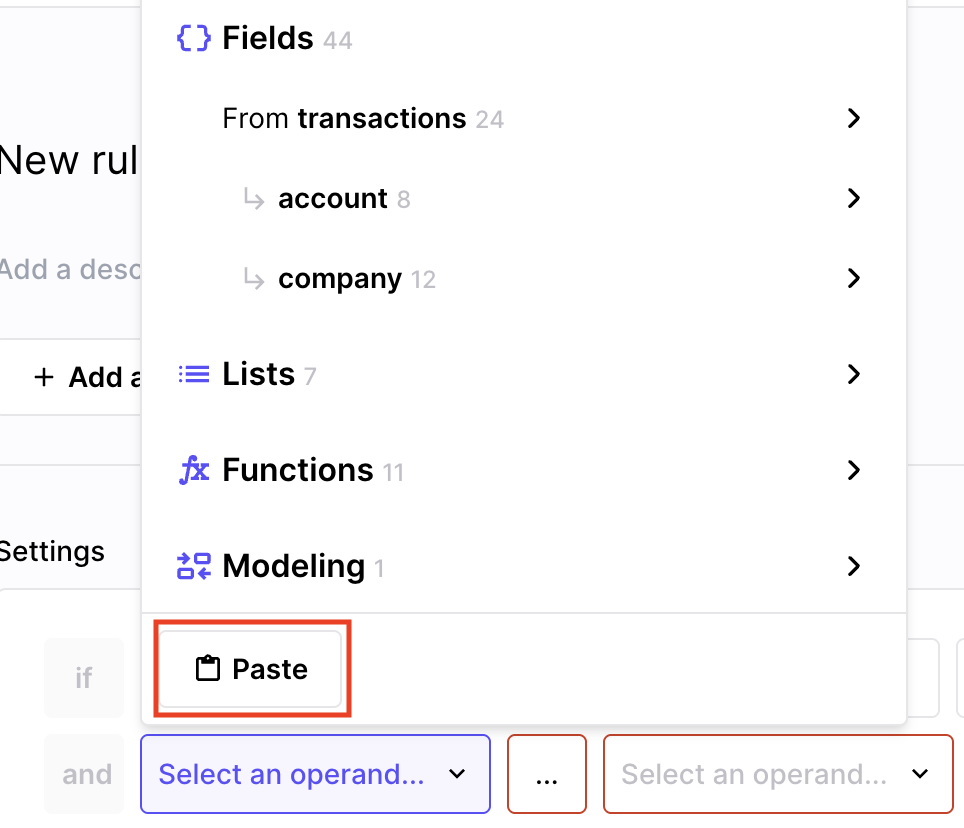 Fields 44
From transactions 24
New rul
account 8
Add a desc
company 12
Lists 7
+ Add a
Functions 11
Settings
Modeling 1
if
Paste
and
Select an operand...
...
Select an operand...